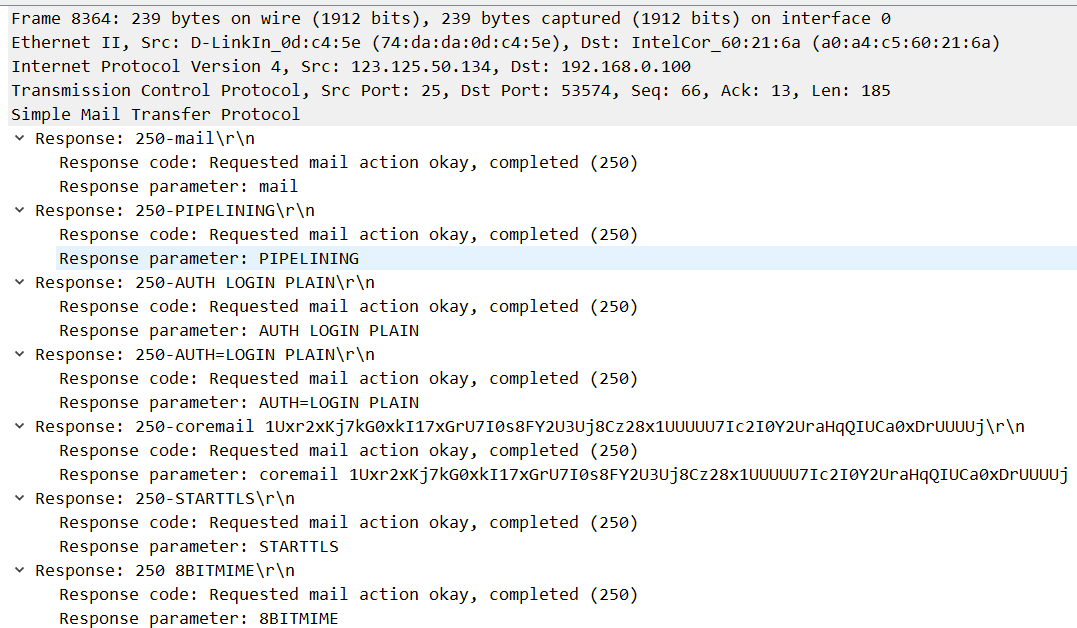 Frame 8364: 239 bytes on wire (1912 bits), 239 bytes captured (1912 bits) on interface 0
Ethernet II, Src: D-LinkIn_0d:c4:5e (74:da:da:0d:c4:5e), Dst: IntelCor_60:21:6a (a0:a4:c5:60:21:6a)
Internet Protocol Version 4, Src: 123.125.50.134, Dst: 192.168.0.100
Transmission Control Protocol, Src Port: 25, Dst Port: 53574, Seq: 66, Ack: 13, Len: 185
Simple Mail Transfer Protocol
Response: 250-mail\r\n
Response code: Requested mail action okay, completed (250)
Response parameter: mail
Response: 250-PIPELINING\r\n
Response code: Requested mail action okay, completed (250)
Response parameter: PIPELINING
Response: 250-AUTH LOGIN PLAIN\r\n
Response code: Requested mail action okay, completed (250)
Response parameter: AUTH LOGIN PLAIN
Response: 250-AUTH=LOGIN PLAIN\r\n
Response code: Requested mail action okay, completed (250)
Response parameter: AUTH=LOGIN PLAIN
Response: 250-coremail 1Uxr2xKj7kG0xkI17xGrU7I0s8FY2U3Uj8Cz28x1UUUUU7Ic2I0Y2UraHqQIUCa0xDrUUUUj\r\n
Response code: Requested mail action okay, completed (250)
Response parameter: coremail 1Uxr2xKj7kG0xkI17xGrU7I0s8FY2U3Uj8Cz28x1UUUUU7Ic2I0Y2UraHqQIUCa0xDrUUUUj
Response: 250-STARTTLS\r\n
Response code: Requested mail action okay, completed (250)
Response parameter: STARTTLS
Response: 250 8BITMIME\r\n
Response code: Requested mail action okay, completed (250)
Response parameter: 8BITMIME